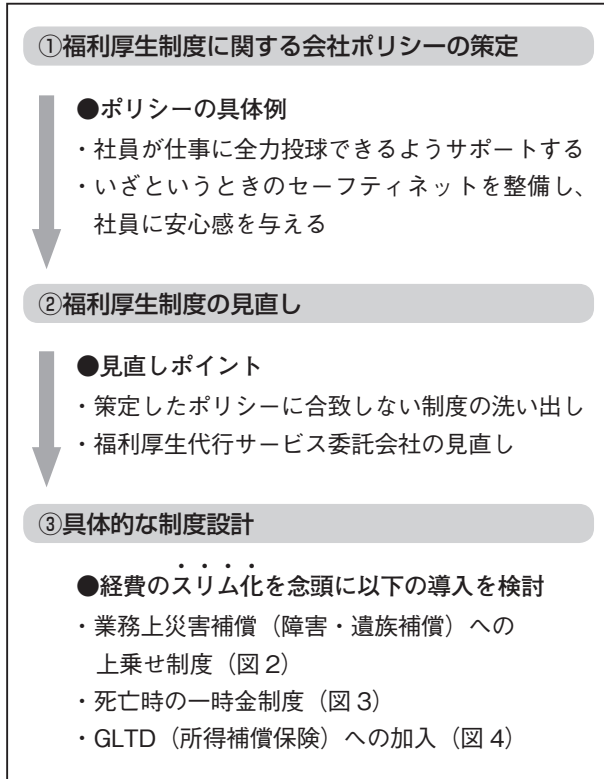 ①福利厚生制度に関する会社ポリシーの策定
●ポリシーの具体例
・社員が仕事に全力投球できるようサポートする
・いざというときのセーフティネットを整備し、
社員に安心感を与える
②福利厚生制度の見直し
●見直しポイント
・策定したポリシーに合致しない制度の洗い出し
・福利厚生代行サービス委託会社の見直し
③具体的な制度設計
●経費のスリム化を念頭に以下の導入を検討
・業務上災害補償（障害・遺族補償）への
上乗せ制度（図2）
・死亡時の一時金制度（図3）
・GLTD（所得補償保険）への加入（図4）